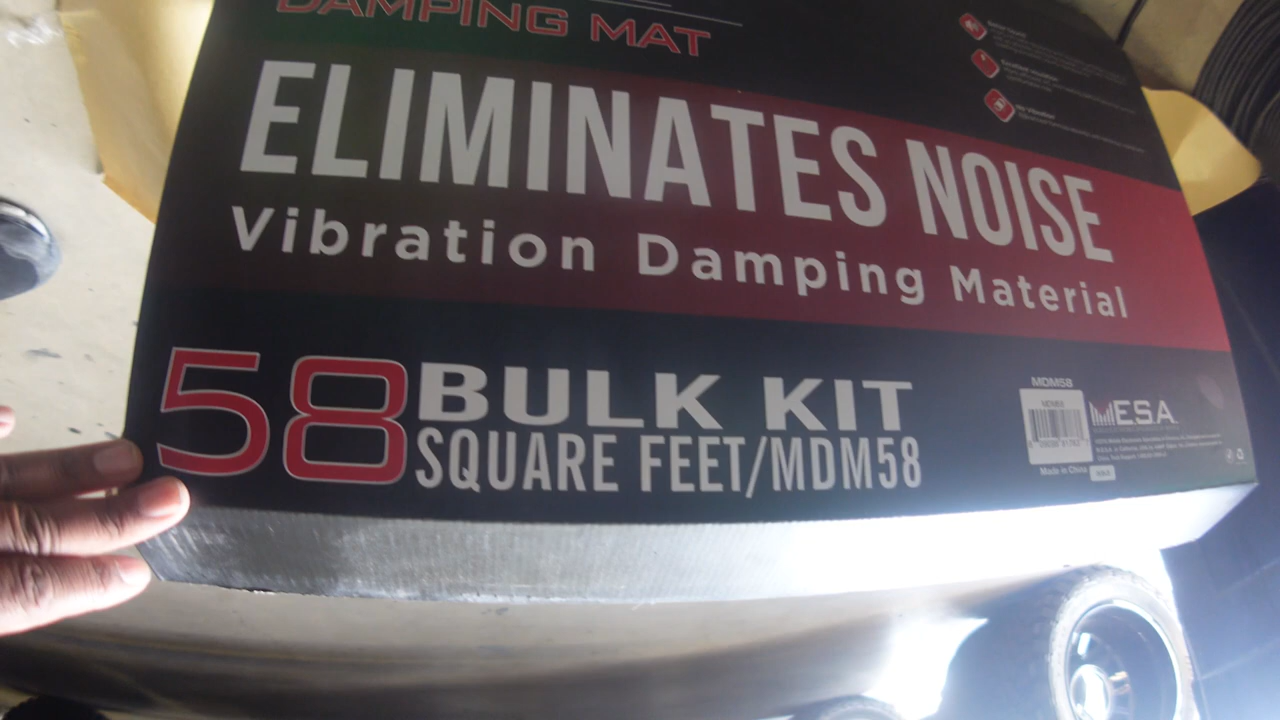 DAMPING MAT
ELIMINATES NOISE
Vibration Damping Material
58 BULK KIT
SQUARE FEET/MDM58
MDM58
MESA
Made in China